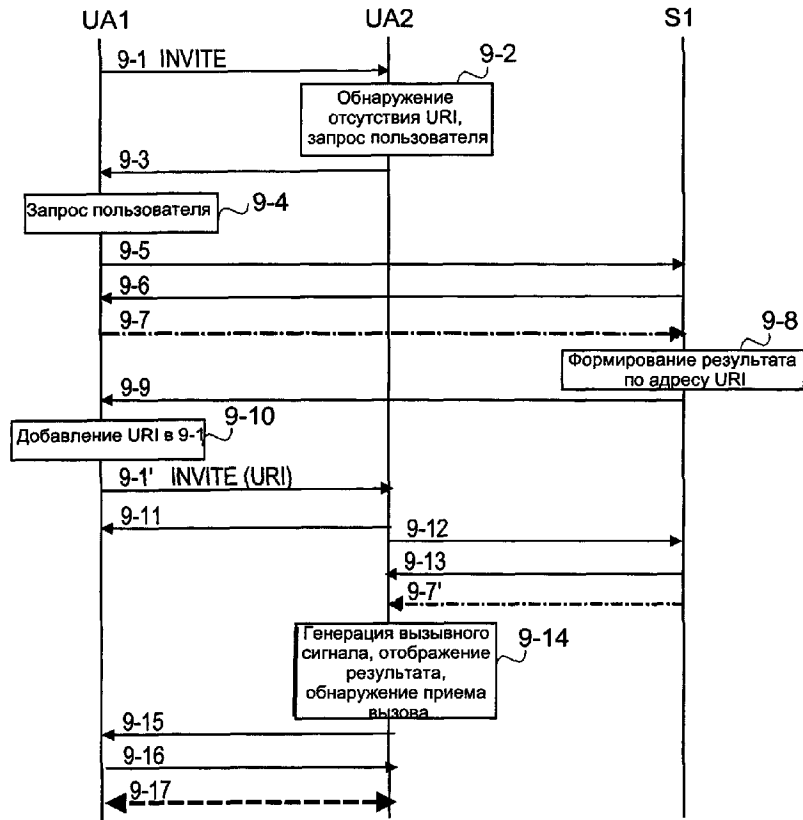 UA1 UA2 S1
9-1 INVITE
9-2
Обнаружение
отсутствия URI,
запрос пользователя
9-3
Запрос пользователя
9-4
9-5
9-6
9-7
9-8
Формирование результата
по адресу URI
9-9
9-10
Добавление URI в 9-1
9-1' INVITE (URI)
9-11
9-12
9-13
9-7'
Генерация вызывного
сигнала, отображение
результата,
обнаружение приема
вызова
9-14
9-15
9-16
9-17